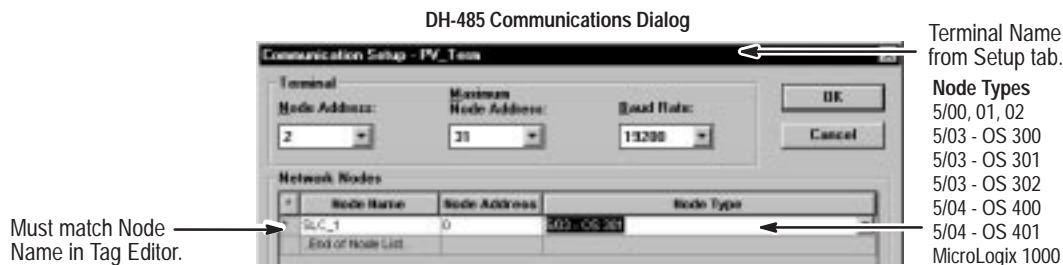 DH-485 Communications Dialog
Communication Setup - PV_Term
Terminal Name
from Setup tab.
Terminal
Node Address:
Maximum
Node Address:
Baud Rate:
OK
2
31
19200
Cancel
Node Types
5/00, 01, 02
5/03 - OS 300
5/03 - OS 301
5/03 - OS 302
5/04 - OS 400
5/04 - OS 401
MicroLogix 1000
Network Nodes
* Node Name Node Address Node Type
SLC_1 0 5/03 - OS 301
End of Node List
Must match Node
Name in Tag Editor.